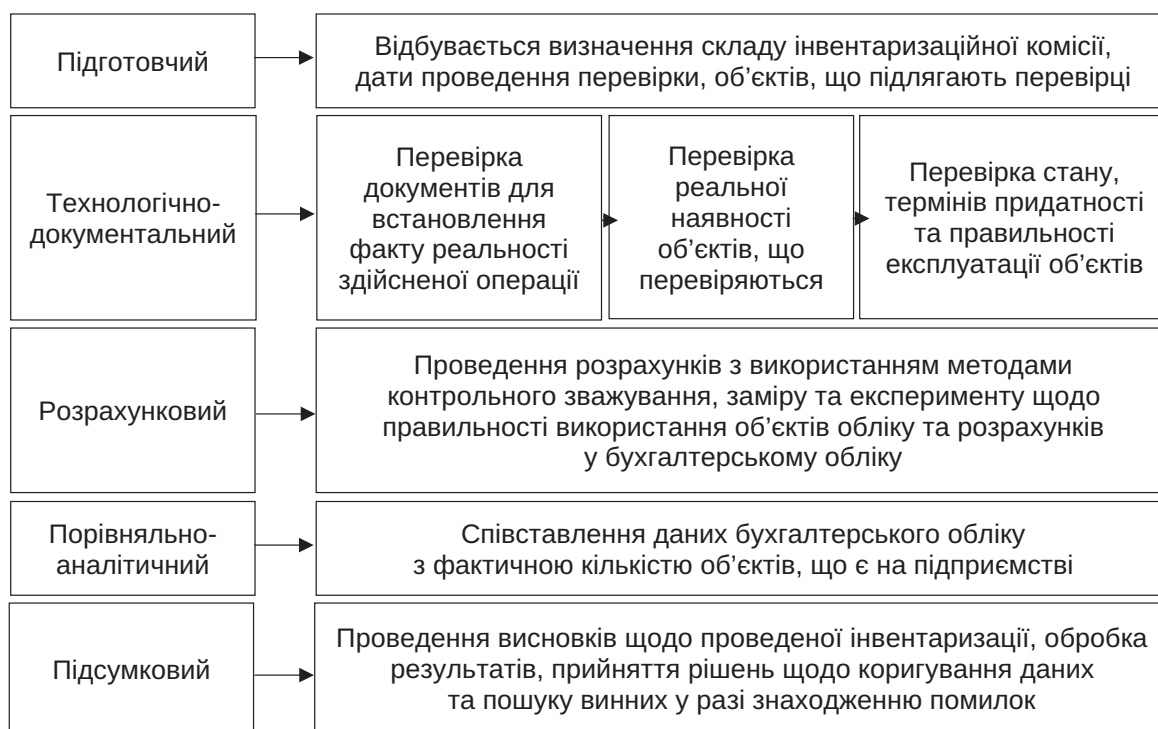 Підготовчий
Відбувається визначення складу інвентаризаційної комісії,
дати проведення перевірки, об’єктів, що підлягають перевірці
Технологічно-
документальний
Перевірка
документів для
встановлення
факту реальності
здійсненої операції
Перевірка
реальної
наявності
об’єктів, що
перевіряються
Перевірка стану,
термінів придатності
та правильності
експлуатації об’єктів
Розрахунковий
Проведення розрахунків з використанням методами
контрольного зважування, заміру та експерименту щодо
правильності використання об’єктів обліку та розрахунків
у бухгалтерському обліку
Порівняльно-
аналітичний
Співставлення даних бухгалтерського обліку
з фактичною кількістю об’єктів, що є на підприємстві
Підсумковий
Проведення висновків щодо проведеної інвентаризації, обробка
результатів, прийняття рішень щодо коригування даних
та пошуку винних у разі знаходженню помилок